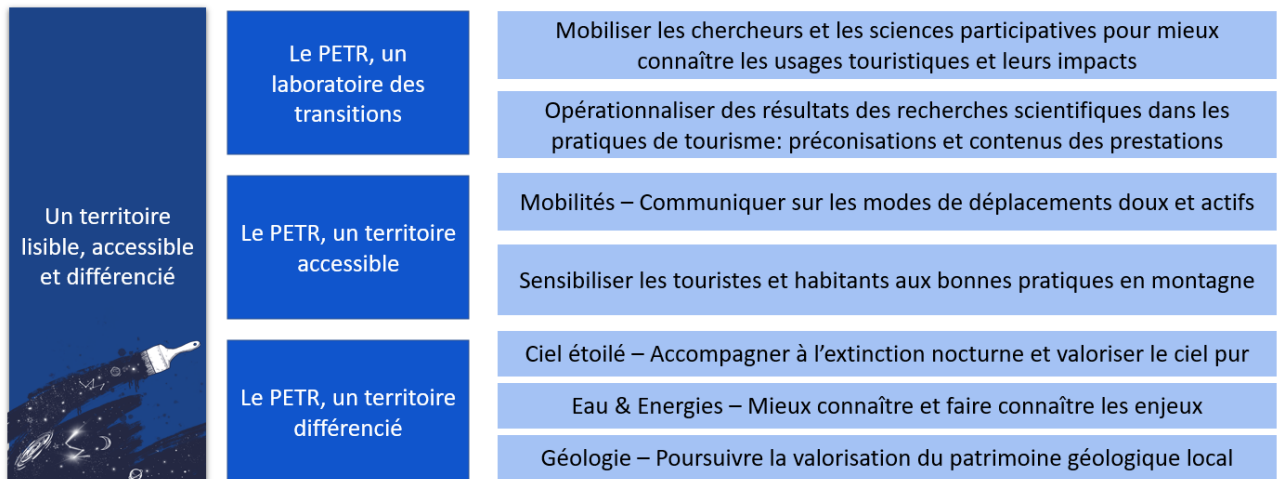 Un territoire
lisible, accessible
et différencié
Le PETR, un
laboratoire des
transitions
Mobiliser les chercheurs et les sciences participatives pour mieux
connaître les usages touristiques et leurs impacts
Opérationnaliser des résultats des recherches scientifiques dans les
pratiques de tourisme: préconisations et contenus des prestations
Le PETR, un territoire
accessible
Mobilités – Communiquer sur les modes de déplacements doux et actifs
Sensibiliser les touristes et habitants aux bonnes pratiques en montagne
Le PETR, un territoire
différencié
Ciel étoilé – Accompagner à l’extinction nocturne et valoriser le ciel pur
Eau & Energies – Mieux connaître et faire connaître les enjeux
Géologie – Poursuivre la valorisation du patrimoine géologique local